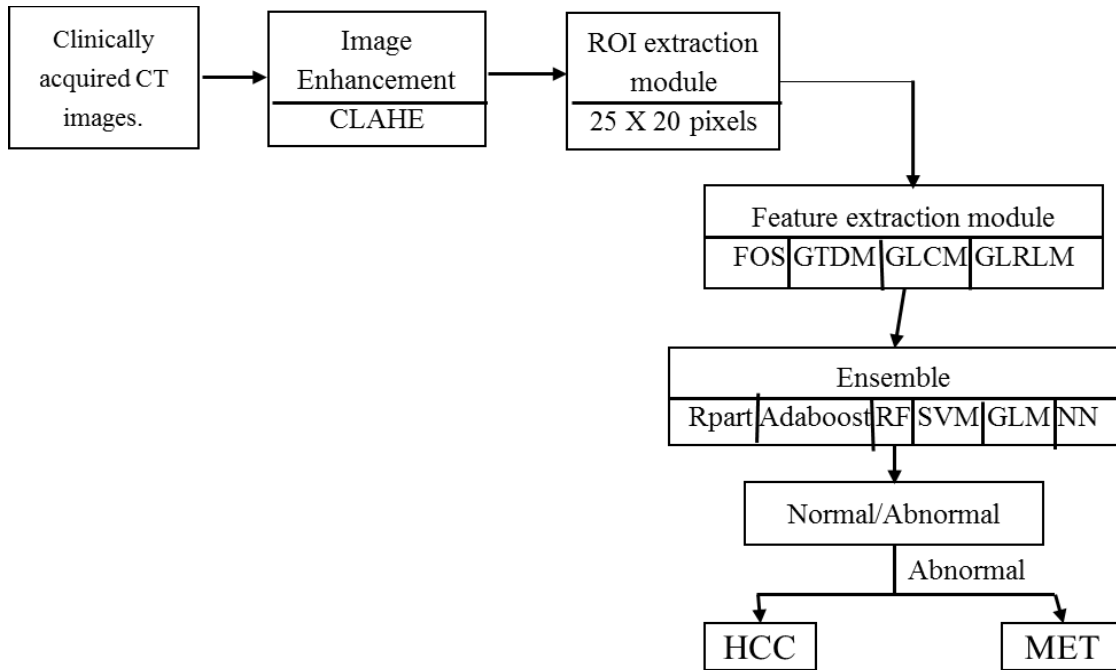 Clinically
acquired CT
images.
Image
Enhancement
CLAHE
ROI extraction
module
25 X 20 pixels
Feature extraction module
FOS GTDM GLCM GLRLM
Ensemble
Rpart Adaboost RF SVM GLM NN
Normal/Abnormal
Abnormal
HCC
MET